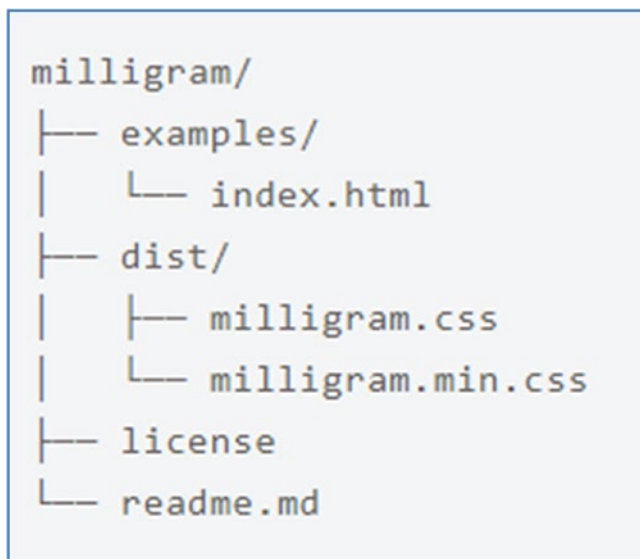 milligram/
├── examples/
│   └── index.html
├── dist/
│   ├── milligram.css
│   └── milligram.min.css
├── license
└── readme.md